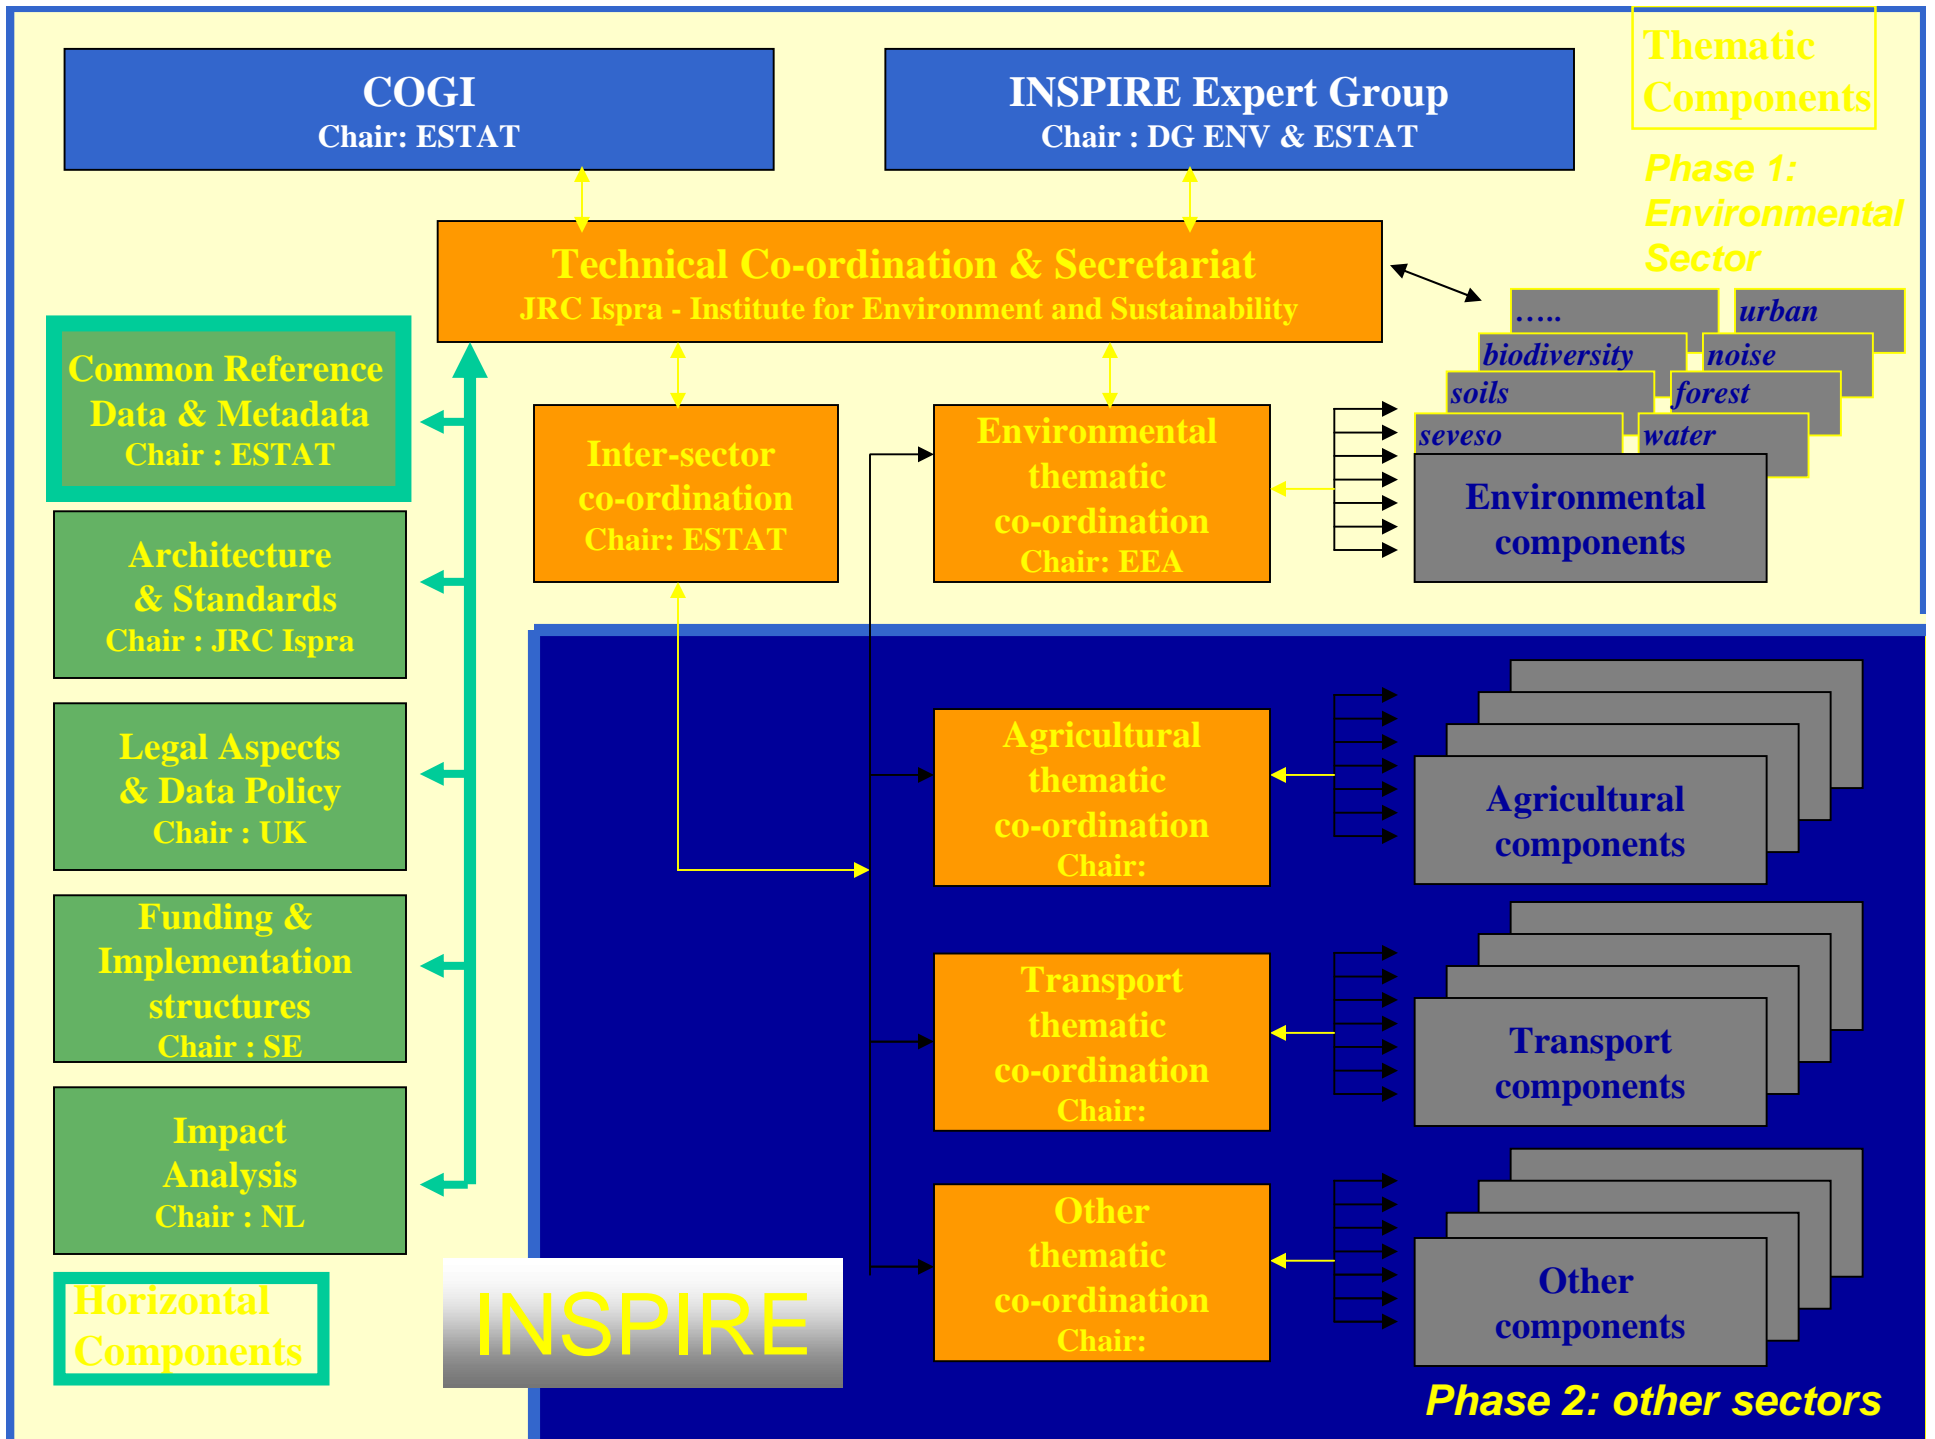 COGI
Chair: ESTAT
INSPIRE Expert Group
Chair : DG ENV & ESTAT
Thematic
Components
Phase 1:
Environmental
Sector
Technical Co-ordination & Secretariat
JRC Ispra - Institute for Environment and Sustainability
…..
urban
biodiversity
noise
soils
forest
seveso
water
Environmental
components
Common Reference
Data & Metadata
Chair : ESTAT
Inter-sector
co-ordination
Chair: ESTAT
Environmental
thematic
co-ordination
Chair: EEA
Architecture
& Standards
Chair : JRC Ispra
Legal Aspects
& Data Policy
Chair : UK
Funding &
Implementation
structures
Chair : SE
Impact
Analysis
Chair : NL
Horizontal
Components
INSPIRE
Agricultural
thematic
co-ordination
Chair:
Agricultural
components
Transport
thematic
co-ordination
Chair:
Transport
components
Other
thematic
co-ordination
Chair:
Other
components
Phase 2: other sectors